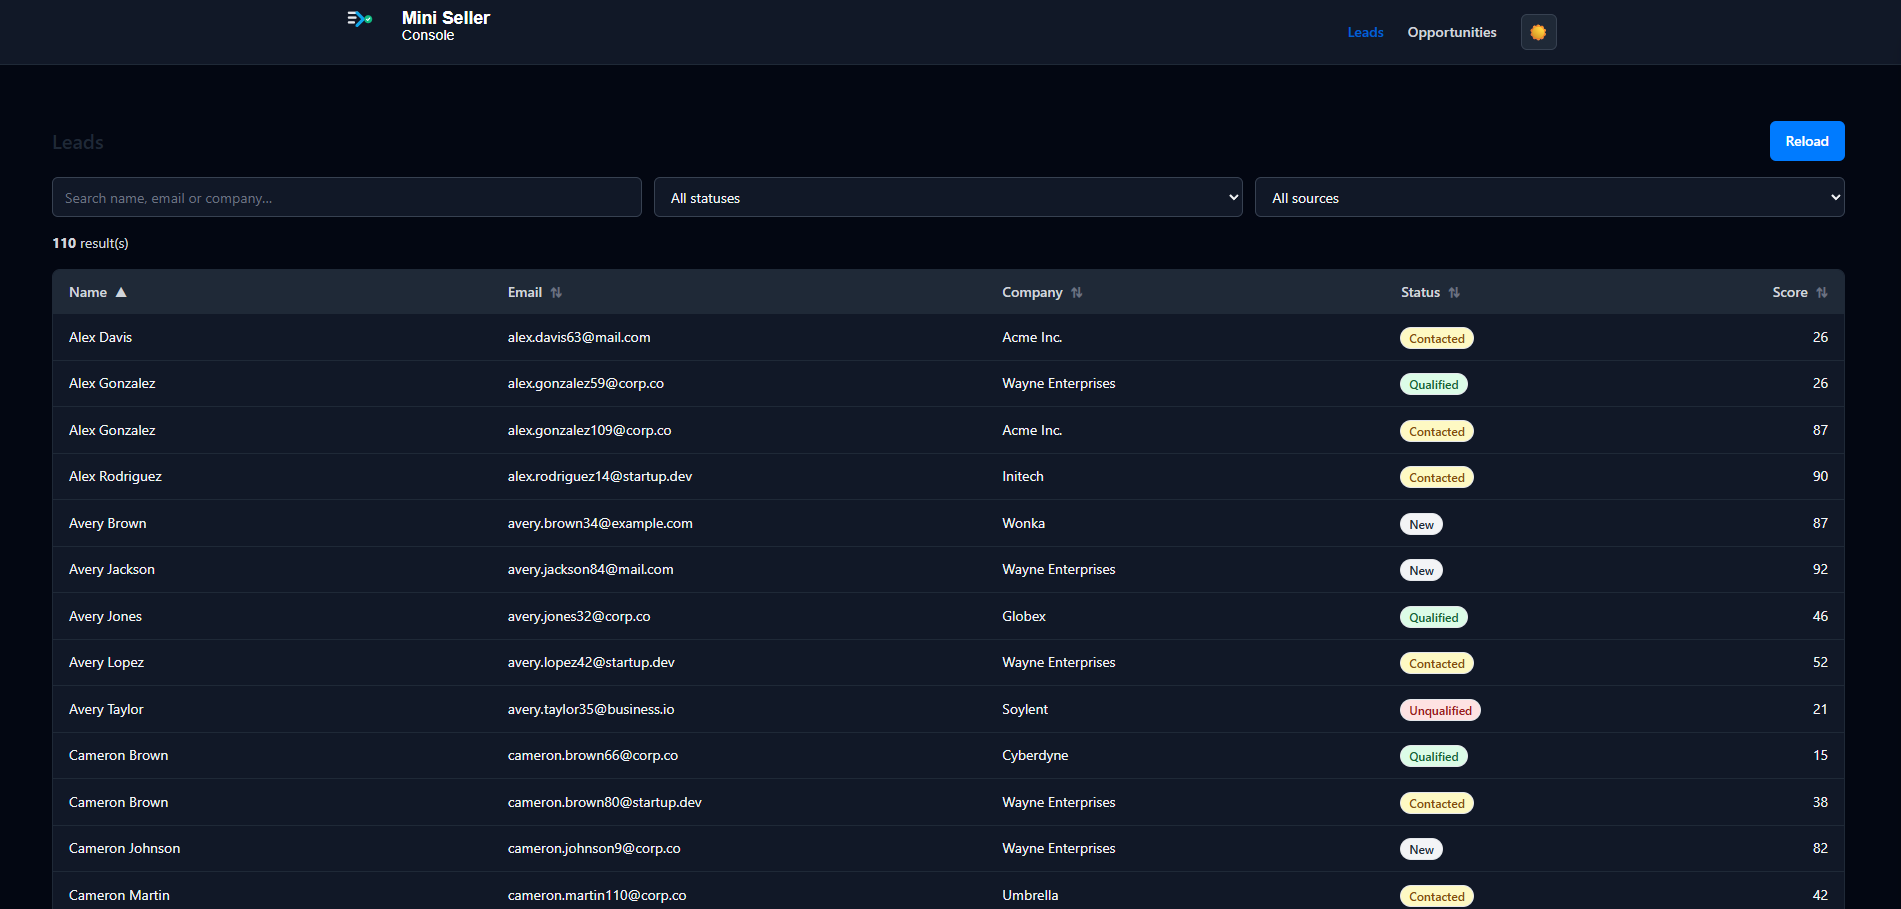 Mini Seller
Console
Leads Opportunities
Leads
Reload
Search name, email or company...
All statuses
All sources
110 result(s)
Name ▲ Email ⇅ Company ⇅ Status ⇅ Score ⇅
Alex Davis alex.davis63@mail.com Acme Inc. Contacted 26
Alex Gonzalez alex.gonzalez59@corp.co Wayne Enterprises Qualified 26
Alex Gonzalez alex.gonzalez109@corp.co Acme Inc. Contacted 87
Alex Rodriguez alex.rodriguez14@startup.dev Initech Contacted 90
Avery Brown avery.brown34@example.com Wonka New 87
Avery Jackson avery.jackson84@mail.com Wayne Enterprises New 92
Avery Jones avery.jones32@corp.co Globex Qualified 46
Avery Lopez avery.lopez42@startup.dev Wayne Enterprises Contacted 52
Avery Taylor avery.taylor35@business.io Soylent Unqualified 21
Cameron Brown cameron.brown66@corp.co Cyberdyne Qualified 15
Cameron Brown cameron.brown80@startup.dev Wayne Enterprises Contacted 38
Cameron Johnson cameron.johnson9@corp.co Wayne Enterprises New 82
Cameron Martin cameron.martin110@corp.co Umbrella Contacted 42